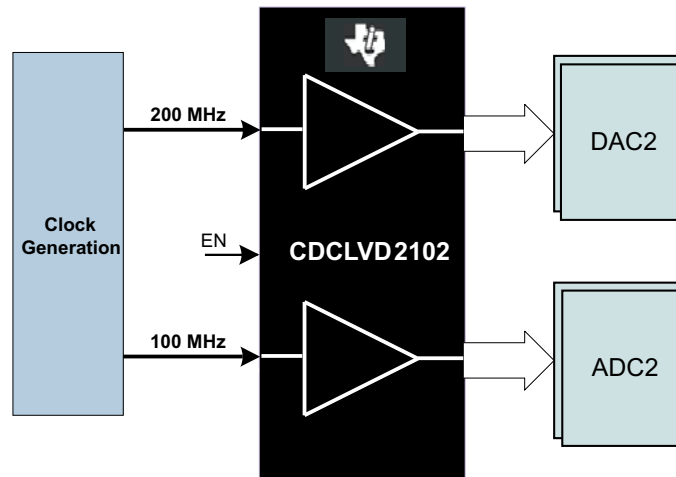 200 MHz
DAC2
Clock
Generation
EN
CDCLVD2102
100 MHz
ADC2